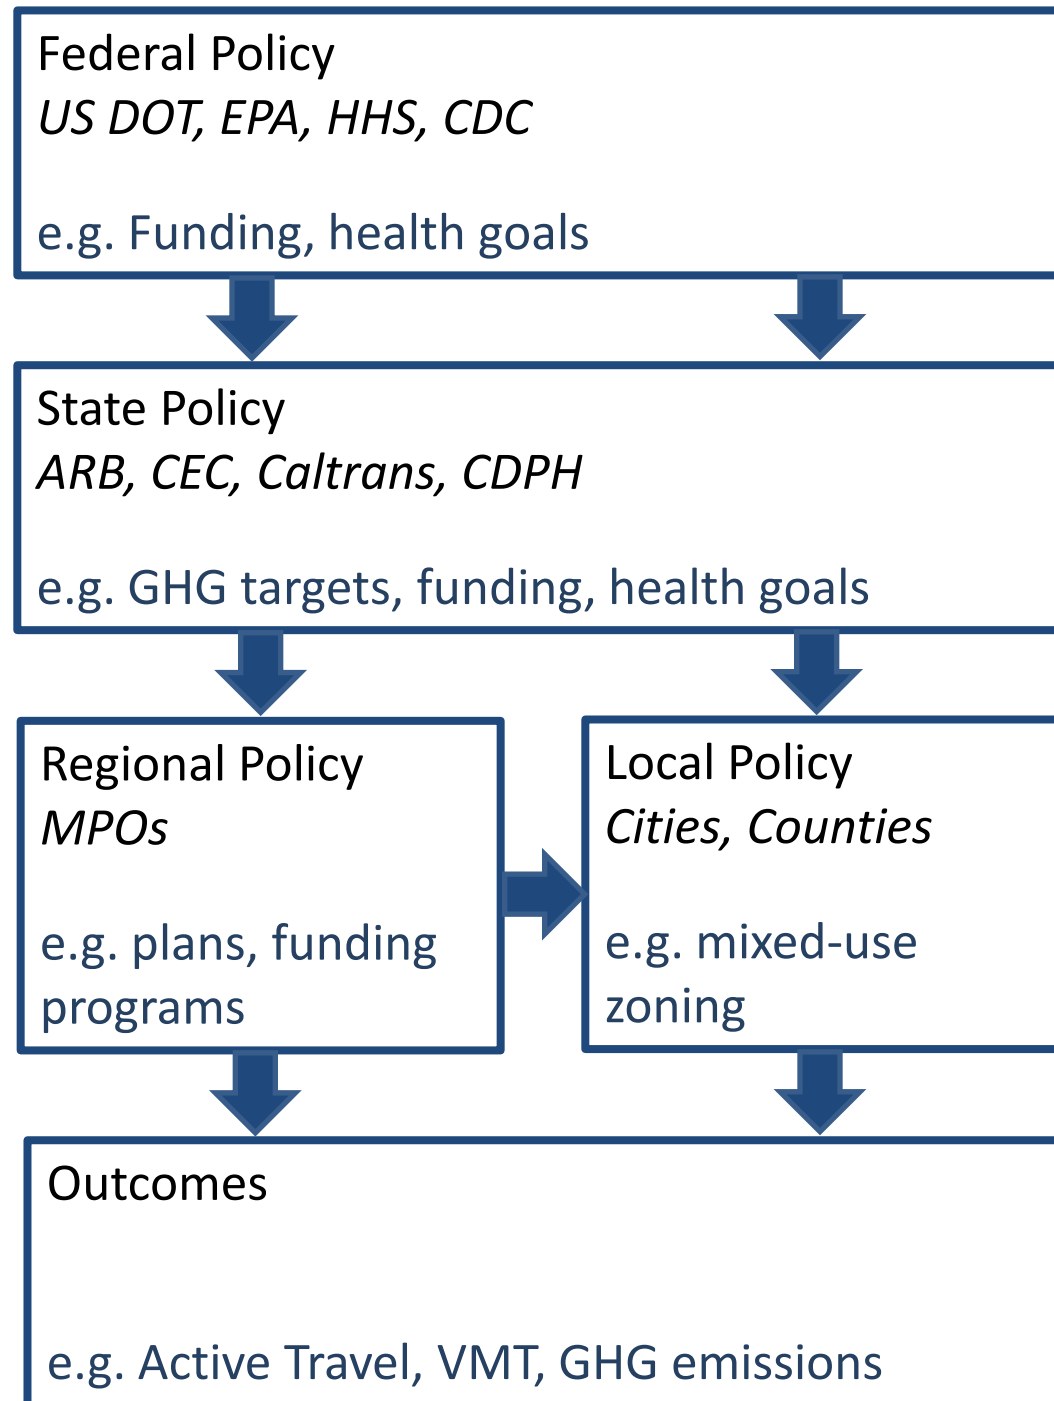 Federal Policy
US DOT, EPA, HHS, CDC
e.g. Funding, health goals
State Policy
ARB, CEC, Caltrans, CDPH
e.g. GHG targets, funding, health goals
Regional Policy
MPOs
e.g. plans, funding
programs
Local Policy
Cities, Counties
e.g. mixed-use
zoning
Outcomes
e.g. Active Travel, VMT, GHG emissions